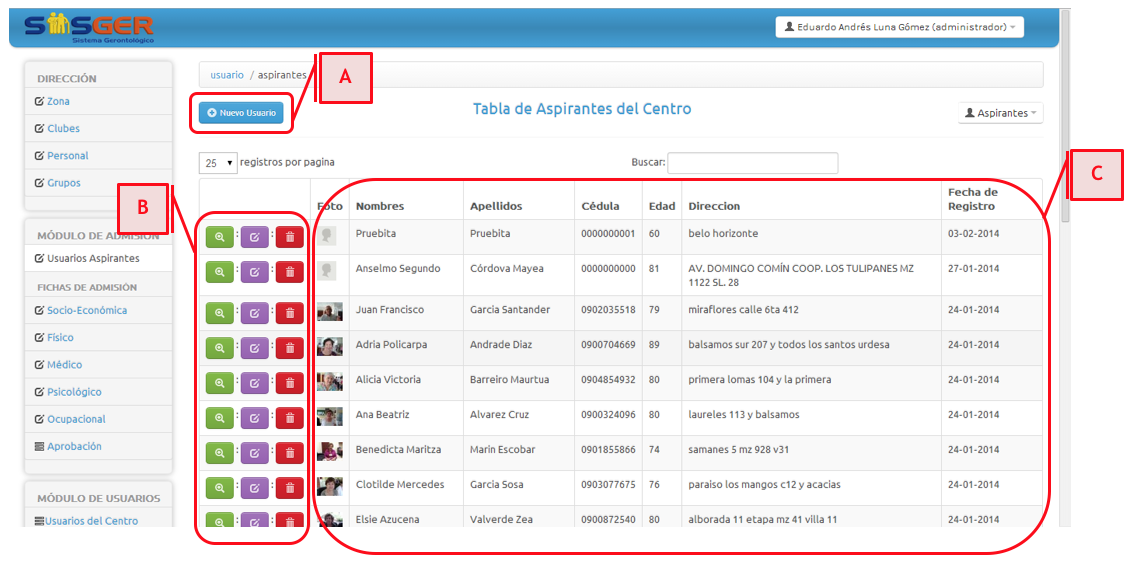 SISGER
Sistema Gerontológico
Eduardo Andrés Luna Gómez (administrador)
DIRECCIÓN
Zona
Clubes
Personal
Grupos
MÓDULO DE ADMISIÓN
Usuarios Aspirantes
FICHAS DE ADMISIÓN
Socio-Económica
Físico
Médico
Psicológico
Ocupacional
Aprobación
MÓDULO DE USUARIOS
Usuarios del Centro
usuario / aspirantes
A
Nuevo Usuario
Tabla de Aspirantes del Centro
Aspirantes
25 registros por pagina
Buscar:
B
C
Foto Nombres Apellidos Cédula Edad Direccion Fecha de
Registro
Pruebita Pruebita 0000000001 60 belo horizonte 03-02-2014
Anselmo Segundo Córdova Mayea 0000000000 81 AV. DOMINGO COMÍN COOP. LOS TULIPANES MZ 27-01-2014
1122 SL. 28
Juan Francisco Garcia Santander 0902035518 79 miraflores calle 6ta 412 24-01-2014
Adria Policarpa Andrade Diaz 0900704669 89 balsamos sur 207 y todos los santos urdesa 24-01-2014
Alicia Victoria Barreiro Maurtua 0904854932 80 primera lomas 104 y la primera 24-01-2014
Ana Beatriz Alvarez Cruz 0900324096 80 laureles 113 y balsamos 24-01-2014
Benedicta Maritza Marin Escobar 0901855866 74 samanes 5 mz 928 v31 24-01-2014
Clotilde Mercedes Garcia Sosa 0903077675 76 paraiso los mangos c12 y acacias 24-01-2014
Elsie Azucena Valverde Zea 0900872540 80 alborada 11 etapa mz 41 villa 11 24-01-2014